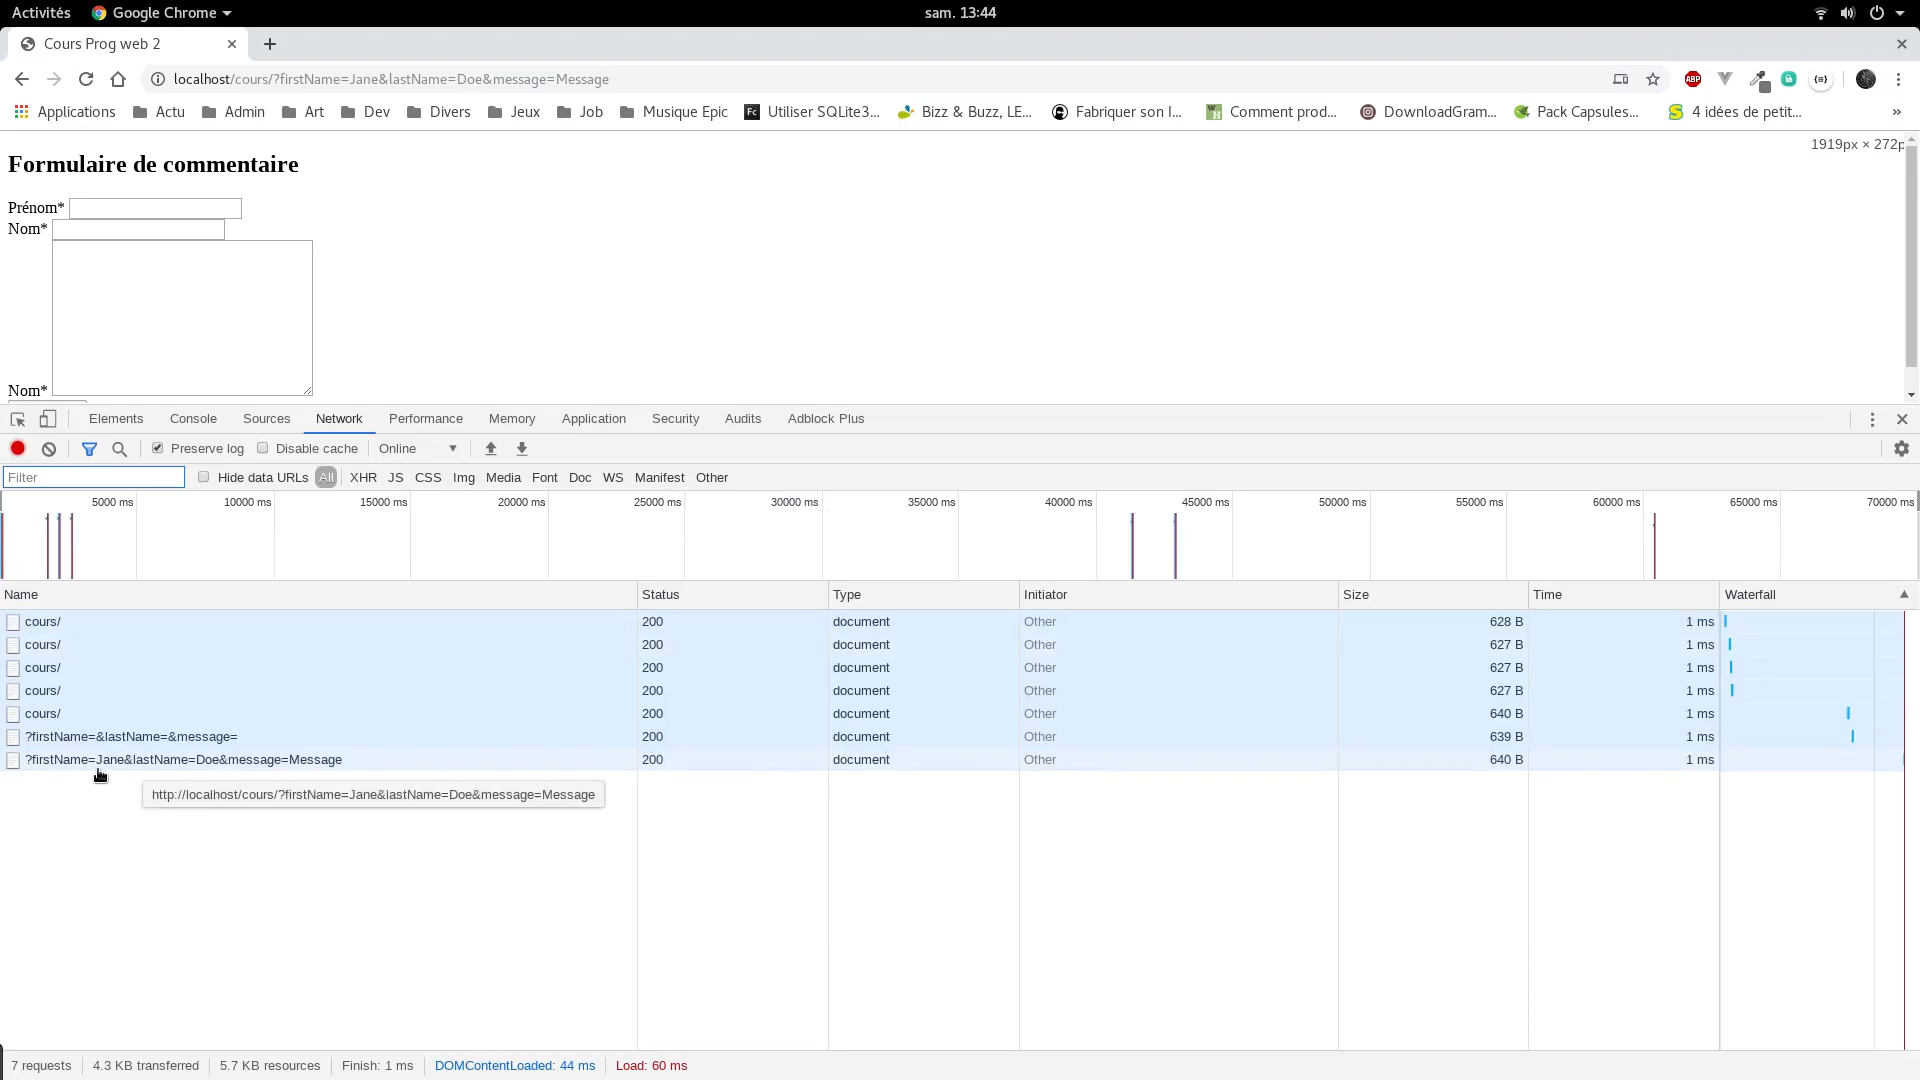 Activités Google Chrome sam. 13:44
Cours Prog web 2
localhost/cours/?firstName=Jane&lastName=Doe&message=Message ABP
Applications Actu Admin Art Dev Divers Jeux Job Musique Epic Fc Utiliser SQLite3... Bizz & Buzz, LE... Fabriquer son I... Comment prod... DownloadGram... Pack Capsules... 4 idées de petit... »
1919px × 272p
Formulaire de commentaire
Prénom*
Nom*
Nom*
Elements Console Sources Network Performance Memory Application Security Audits Adblock Plus
Preserve log Disable cache Online
Filter Hide data URLs All XHR JS CSS Img Media Font Doc WS Manifest Other
5000 ms 10000 ms 15000 ms 20000 ms 25000 ms 30000 ms 35000 ms 40000 ms 45000 ms 50000 ms 55000 ms 60000 ms 65000 ms 70000 ms
Name Status Type Initiator Size Time Waterfall
cours/ 200 document Other 628 B 1 ms
cours/ 200 document Other 627 B 1 ms
cours/ 200 document Other 627 B 1 ms
cours/ 200 document Other 627 B 1 ms
cours/ 200 document Other 640 B 1 ms
?firstName=&lastName=&message= 200 document Other 639 B 1 ms
?firstName=Jane&lastName=Doe&message=Message 200 document Other 640 B 1 ms
http://localhost/cours/?firstName=Jane&lastName=Doe&message=Message
7 requests 4.3 KB transferred 5.7 KB resources Finish: 1 ms DOMContentLoaded: 44 ms Load: 60 ms